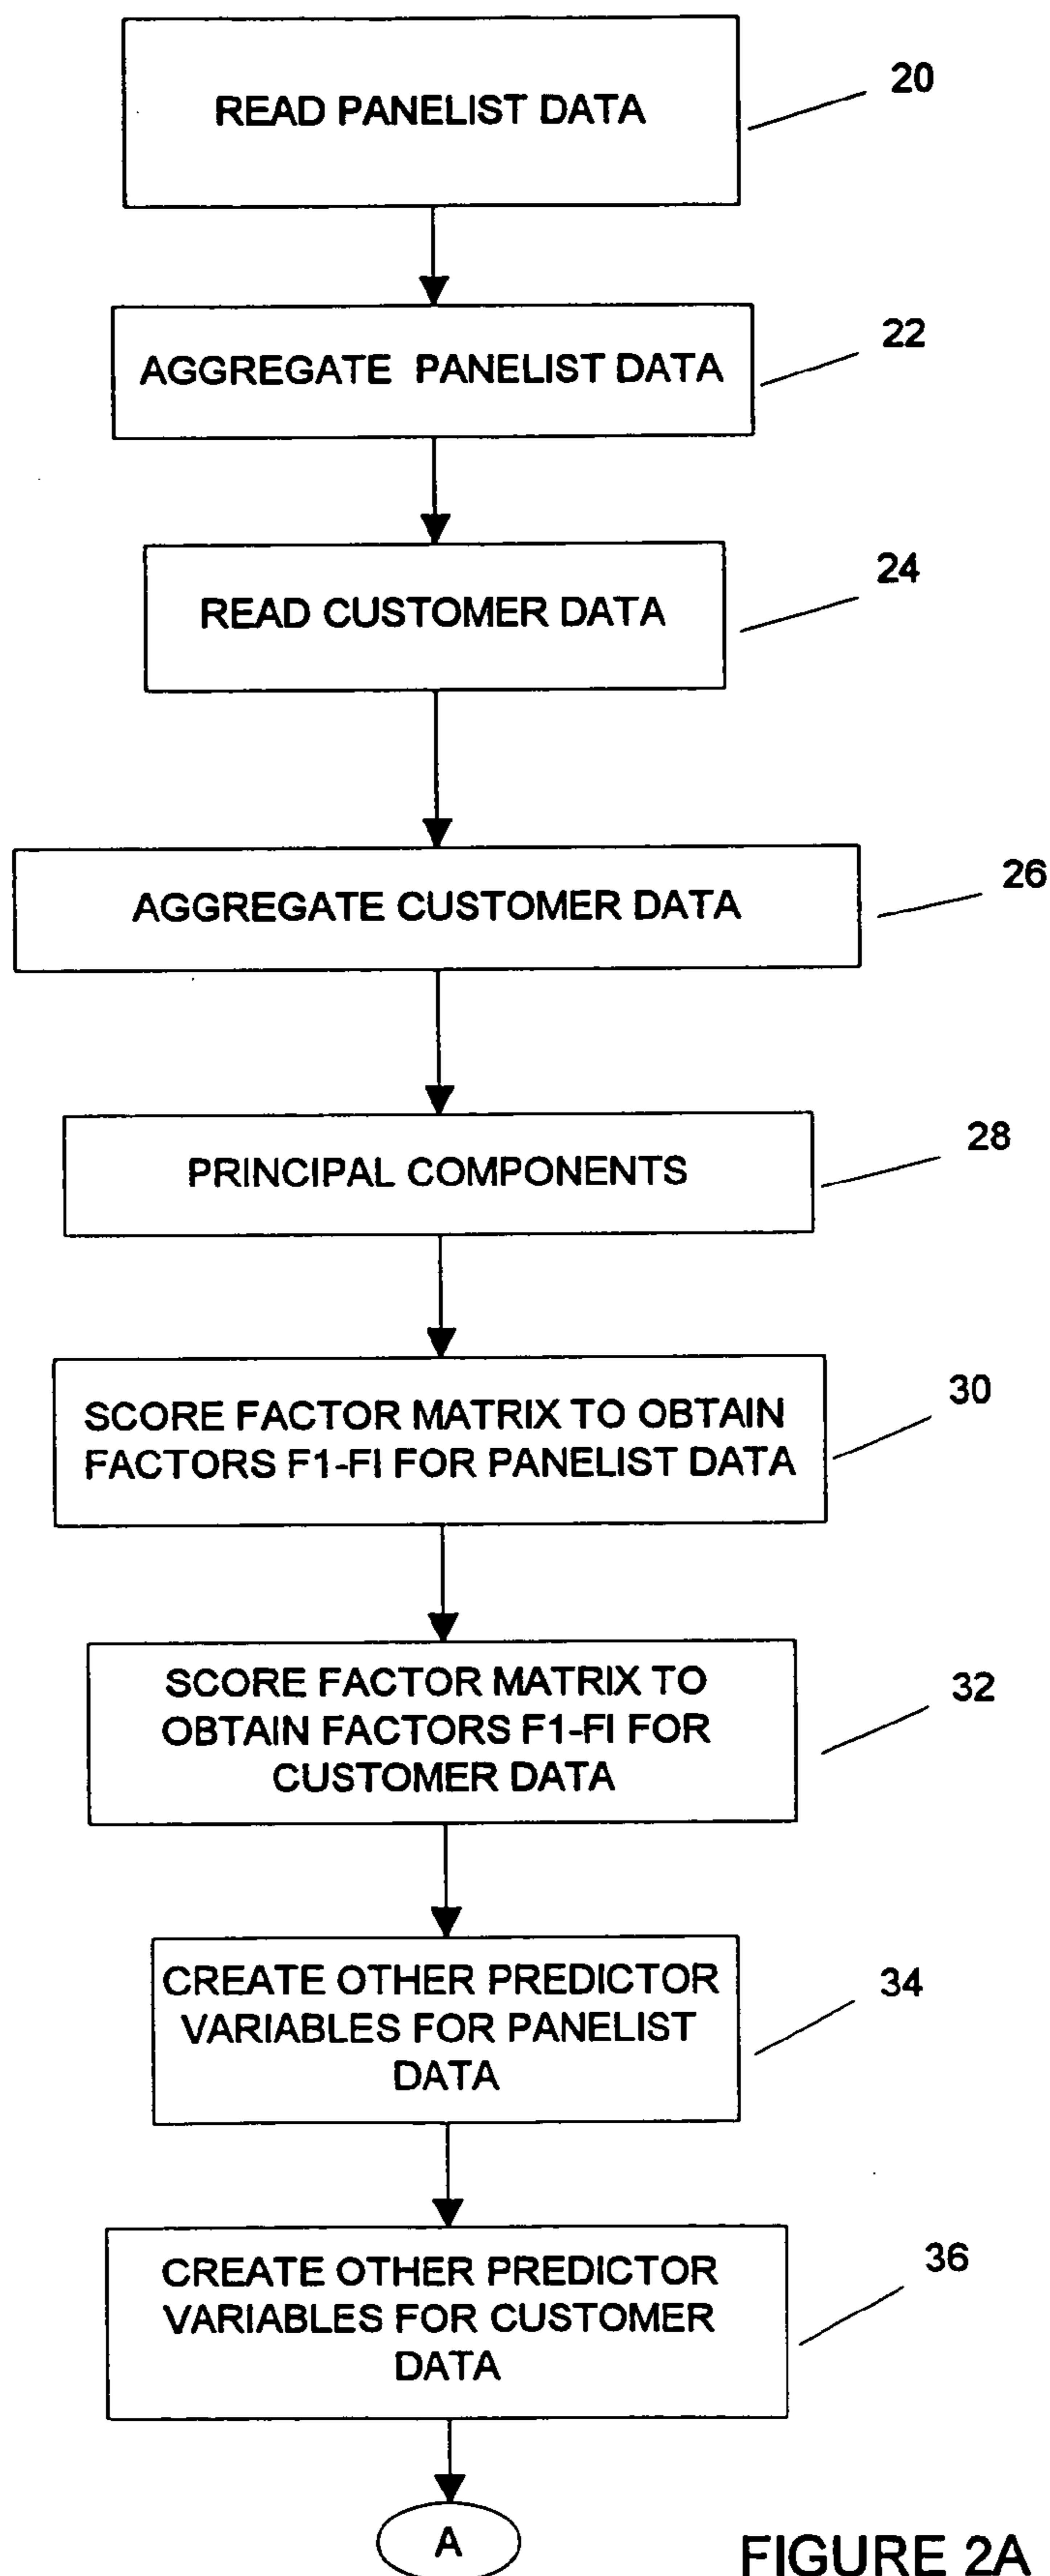 READ PANELIST DATA
20
AGGREGATE PANELIST DATA
22
READ CUSTOMER DATA
24
AGGREGATE CUSTOMER DATA
26
PRINCIPAL COMPONENTS
28
SCORE FACTOR MATRIX TO OBTAIN
FACTORS F1-FI FOR PANELIST DATA
30
SCORE FACTOR MATRIX TO
OBTAIN FACTORS F1-FI FOR
CUSTOMER DATA
32
CREATE OTHER PREDICTOR
VARIABLES FOR PANELIST
DATA
34
CREATE OTHER PREDICTOR
VARIABLES FOR CUSTOMER
DATA
36
A
FIGURE 2A